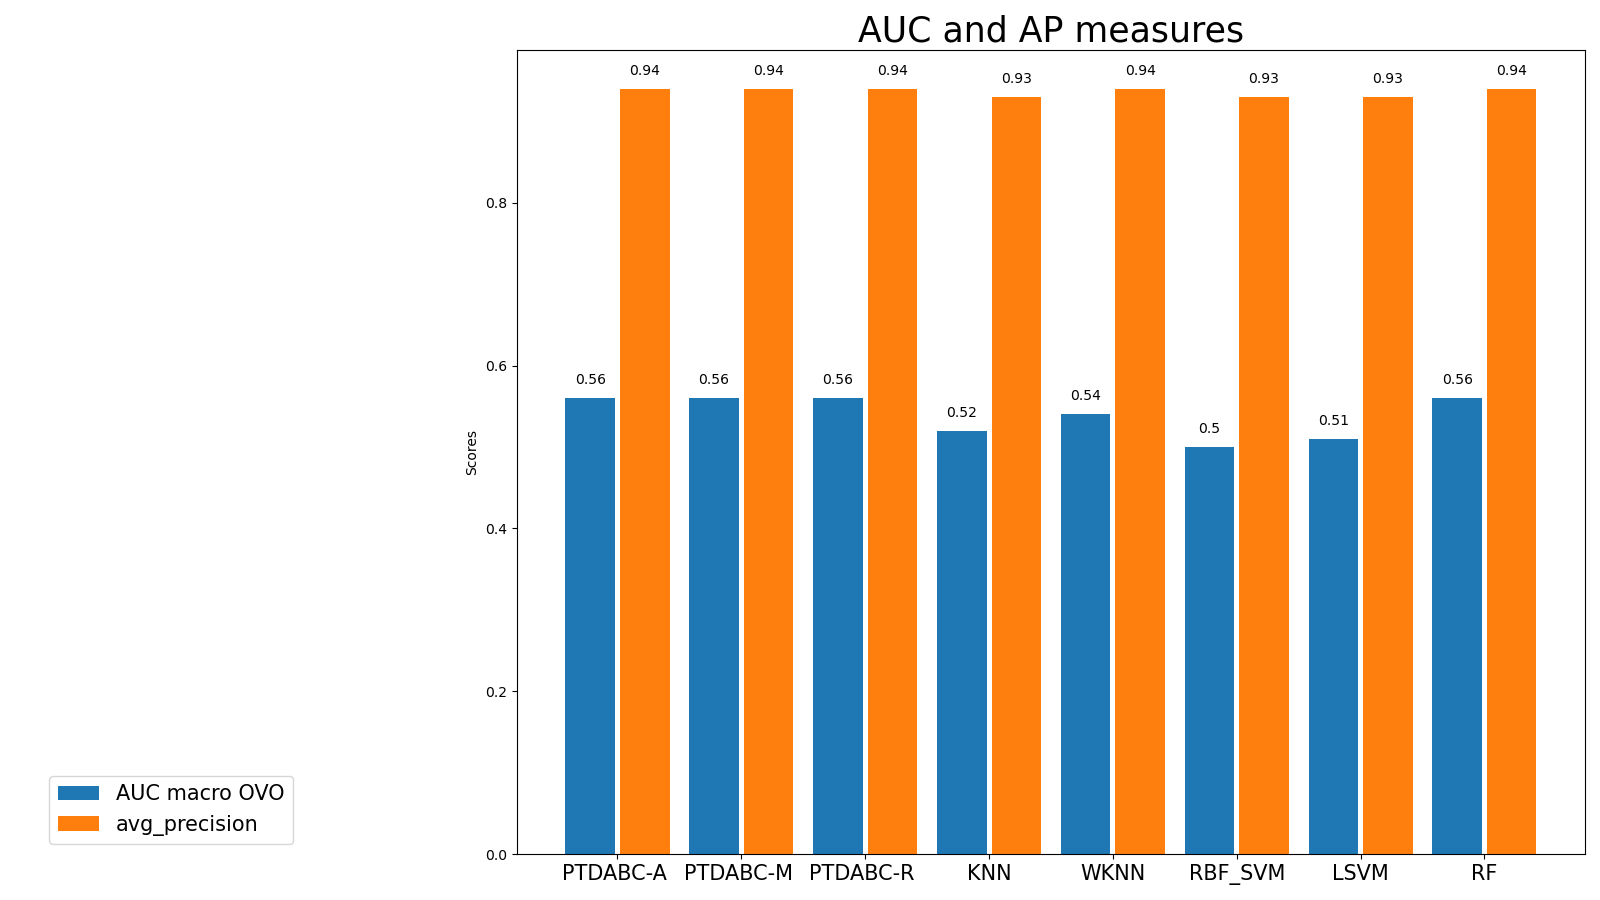 AUC and AP measures
0.94 0.94 0.94 0.93 0.94 0.93 0.93 0.94
0.8
0.6
0.56 0.56 0.56 0.52 0.54 0.5 0.51 0.56
Scores
0.4
0.2
0.0
PTDABC-A PTDABC-M PTDABC-R KNN WKNN RBF_SVM LSVM RF
AUC macro OVO
avg_precision